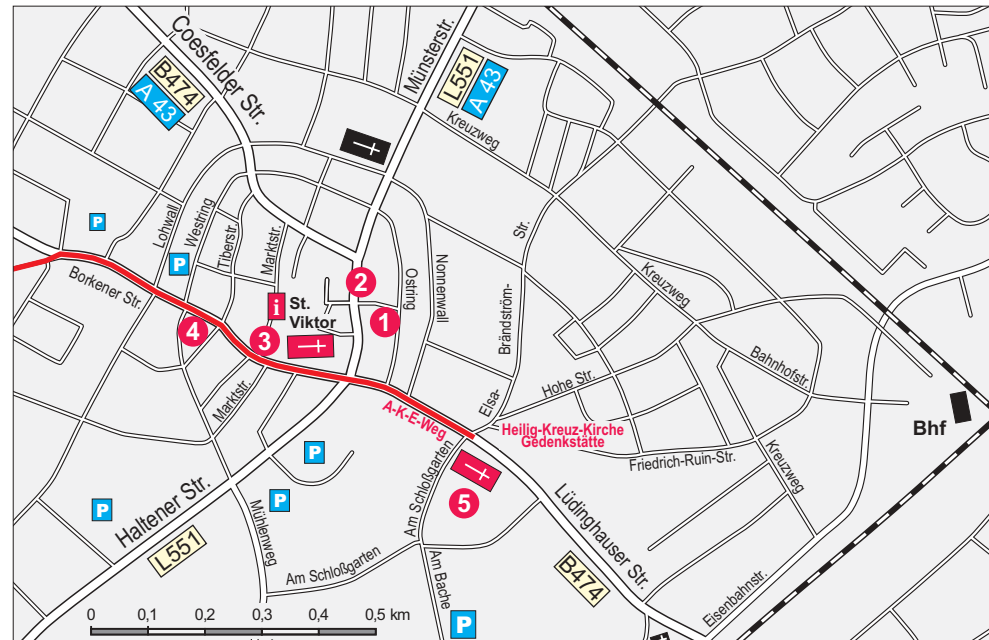 Coesfelder Str.
B474
A 43
Münsterstr.
L551
A 43
Kreuzweg
P
Lohwall
Westring
Tiberstr.
Marktstr.
P
Borkener Str.
i
St.
Viktor
2
1
Ostring
Nonnenwall
Str.
Brändström-
Elsa-
Kreuzweg
4
3
Marktstr.
A-K-E-Weg
Hohe Str.
Bahnhofstr.
Bhf
Heilig-Kreuz-Kirche
Gedenkstätte
Friedrich-Ruin-Str.
Kreuzweg
P
P
P
Haltener Str.
L551
Mühlenweg
Am Schloßgarten
5
Am Schloßgarten
Am Bache
Lüdinghauser Str.
B474
Eisenbahnstr.
P
0 0,1 0,2 0,3 0,4 0,5 km